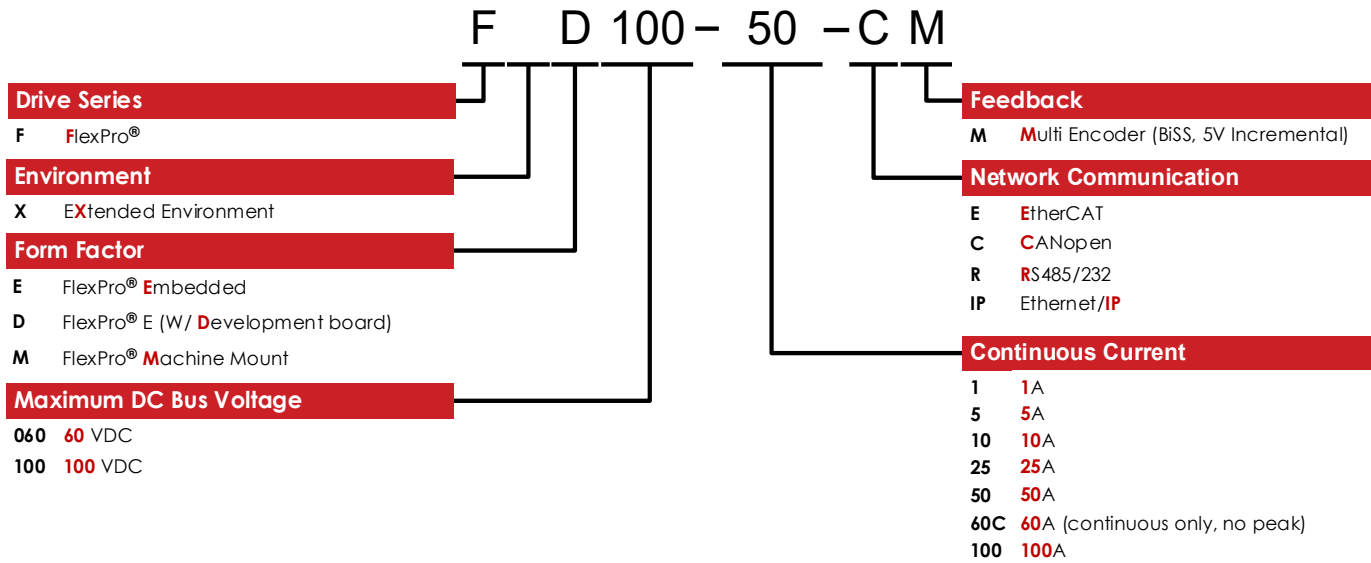 F D 100 – 50 – C M
Drive Series
F FlexPro®
Environment
X EXtended Environment
Form Factor
E FlexPro® Embedded
D FlexPro® E (W/ Development board)
M FlexPro® Machine Mount
Maximum DC Bus Voltage
060 60 VDC
100 100 VDC
Feedback
M Multi Encoder (BiSS, 5V Incremental)
Network Communication
E EtherCAT
C CANopen
R RS485/232
IP Ethernet/IP
Continuous Current
1 1A
5 5A
10 10A
25 25A
50 50A
60C 60A (continuous only, no peak)
100 100A